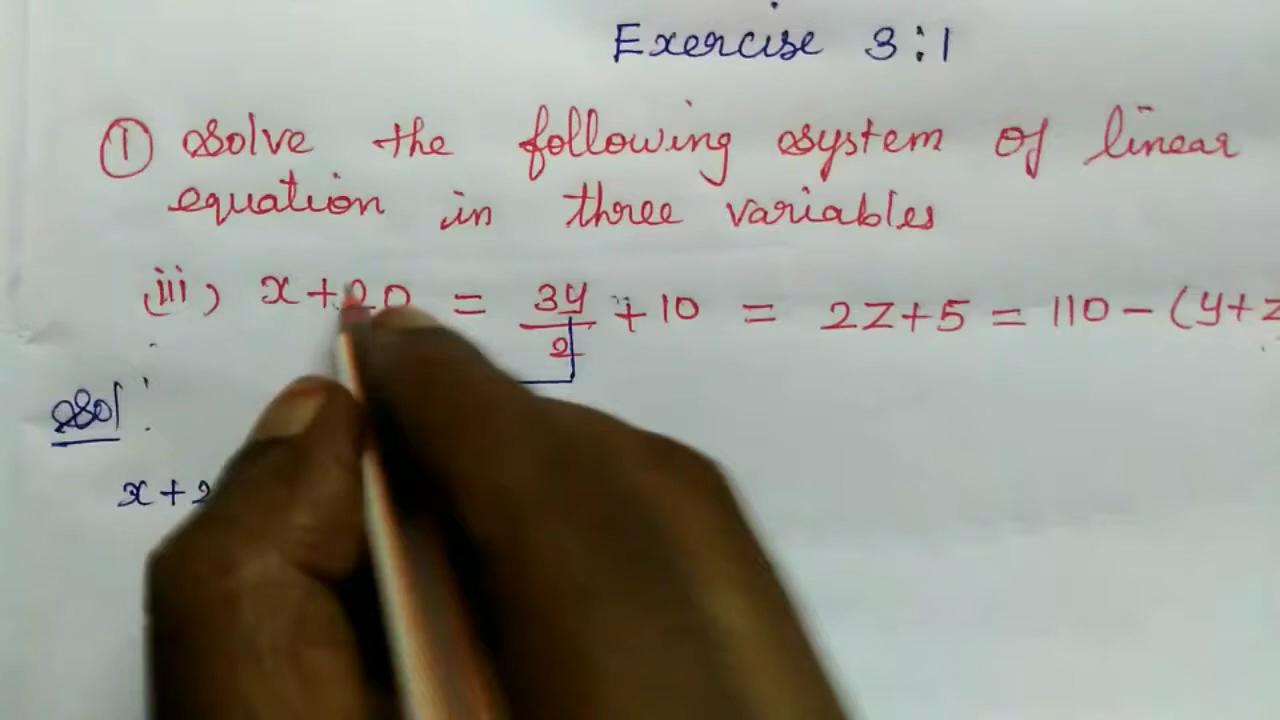 Exercise 3:1
① Solve the following system of linear
equation in three variables
(iii) x+20 = 3y/2 + 10 = 2z+5 = 110-(y+z
Sol:
x+2